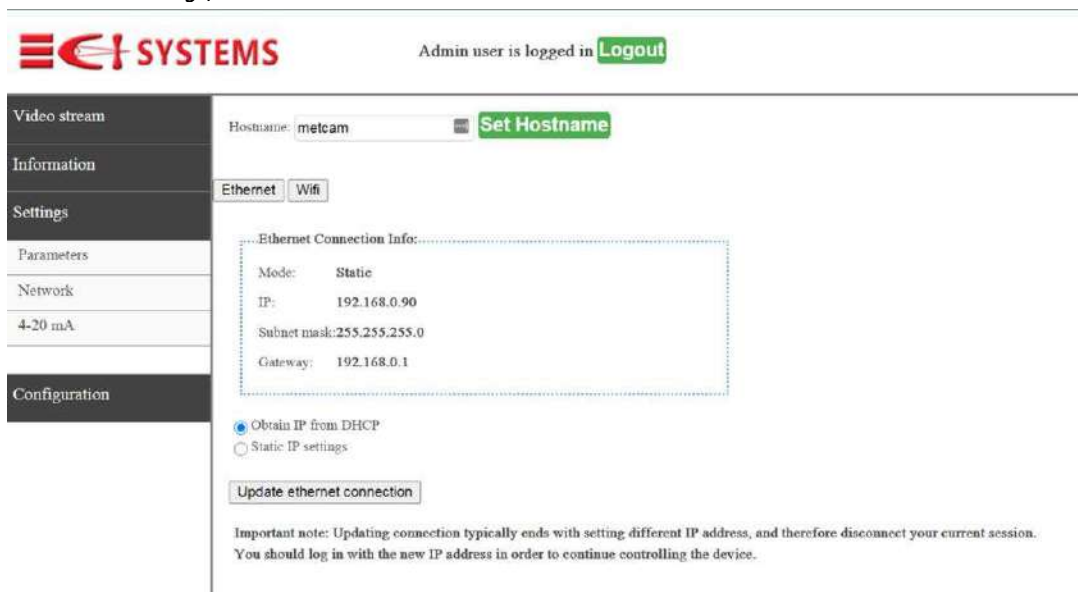 ECI SYSTEMS
Admin user is logged in Logout
Video stream
Information
Settings
Parameters
Network
4-20 mA
Configuration
Hostname: metcam Set Hostname
Ethernet Wifi
Ethernet Connection Info:
Mode: Static
IP: 192.168.0.90
Subnet mask:255.255.255.0
Gateway: 192.168.0.1
Obtain IP from DHCP
Static IP settings
Update ethernet connection
Important note: Updating connection typically ends with setting different IP address, and therefore disconnect your current session.
You should log in with the new IP address in order to continue controlling the device.